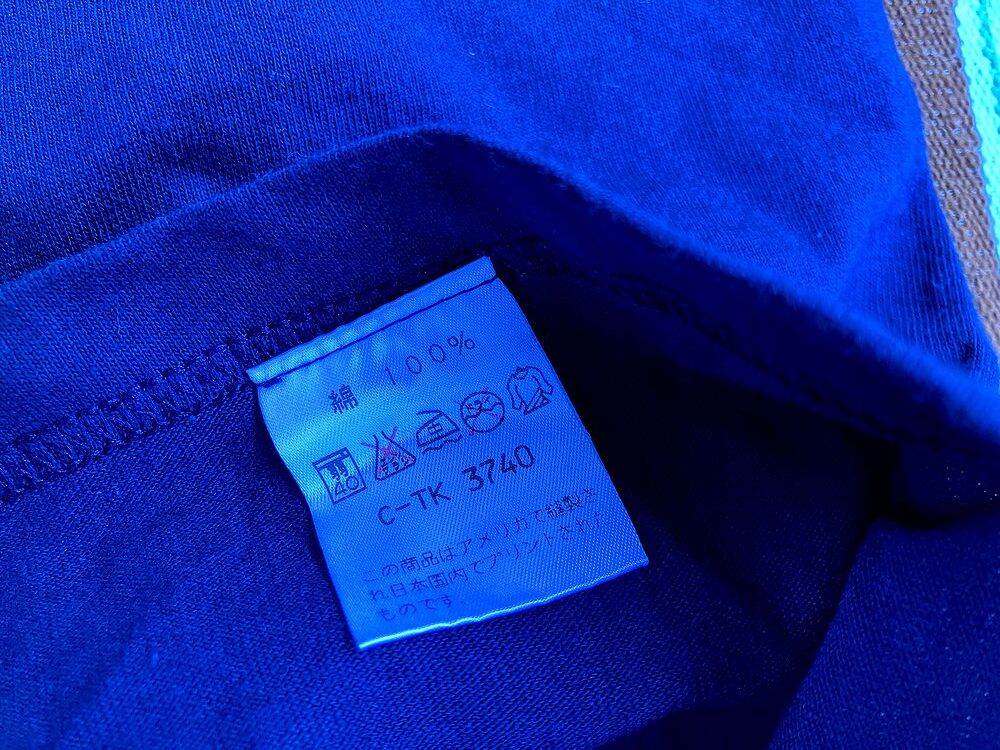 綿 100%
40
C-TK 3740
この商品はアメリカで縫製さ
れ日本国内でプリントされた
ものです。